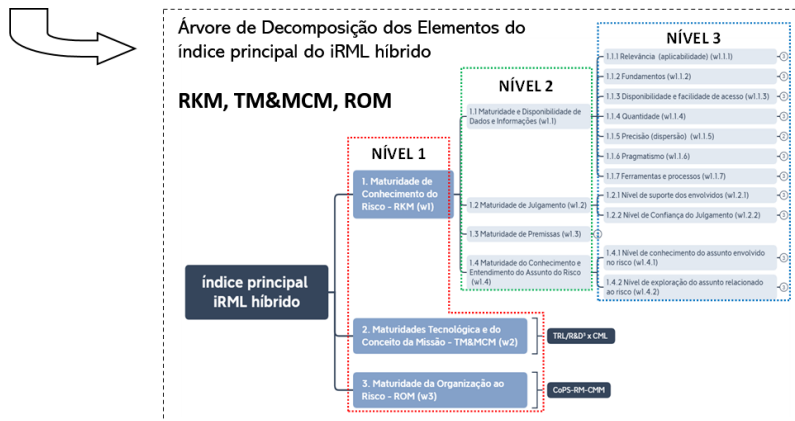 Árvore de Decomposição dos Elementos do
índice principal do iRML híbrido
RKM, TM&MCM, ROM
NÍVEL 1
NÍVEL 2
NÍVEL 3
índice principal
iRML híbrido
1. Maturidade de
Conhecimento do
Risco - RKM (w1)
1.1 Maturidade e Disponibilidade de
Dados e Informações (w1.1)
1.1.1 Relevância (aplicabilidade) (w1.1.1)
1.1.2 Fundamentos (w1.1.2)
1.1.3 Disponibilidade e facilidade de acesso (w1.1.3)
1.1.4 Quantidade (w1.1.4)
1.1.5 Precisão (dispersão) (w1.1.5)
1.1.6 Pragmatismo (w1.1.6)
1.1.7 Ferramentas e processos (w1.1.7)
1.2 Maturidade de Julgamento (w1.2)
1.2.1 Nível de suporte dos envolvidos (w1.2.1)
1.2.2 Nível de Confiança do Julgamento (w1.2.2)
1.3 Maturidade de Premissas (w1.3)
1.4 Maturidade do Conhecimento e
Entendimento do Assunto do Risco
(w1.4)
1.4.1 Nível de conhecimento do assunto envolvido
no risco (w1.4.1)
1.4.2 Nível de exploração do assunto relacionado
ao risco (w1.4.2)
2. Maturidades Tecnológica e do
Conceito da Missão - TM&MCM (w2)
TRL/R&D³ x CML
3. Maturidade da Organização ao
Risco - ROM (w3)
CoPS-RM-CMM